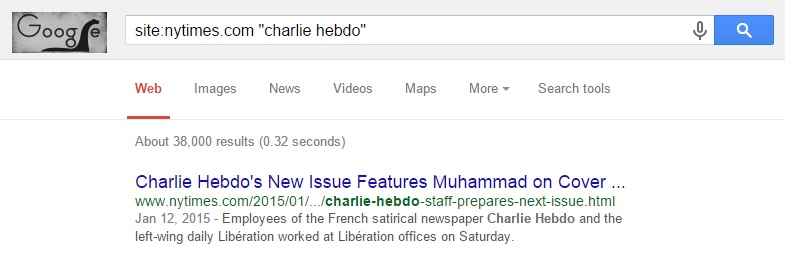 Google
site:nytimes.com "charlie hebdo"
Web Images News Videos Maps More Search tools
About 38,000 results (0.32 seconds)
Charlie Hebdo's New Issue Features Muhammad on Cover ...
www.nytimes.com/2015/01/.../charlie-hebdo-staff-prepares-next-issue.html
Jan 12, 2015 - Employees of the French satirical newspaper Charlie Hebdo and the
left-wing daily Libération worked at Libération offices on Saturday.